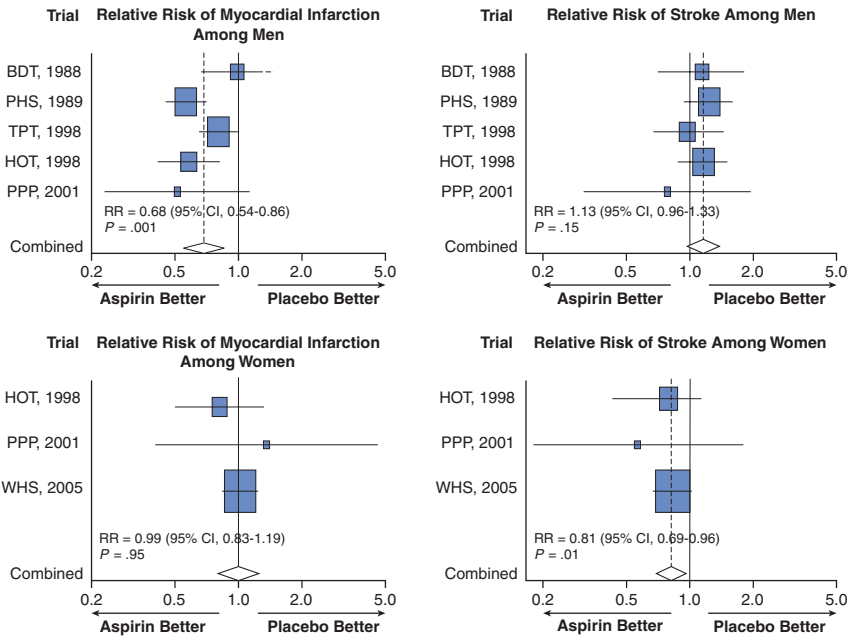 Trial Relative Risk of Myocardial Infarction
Among Men
BDT, 1988
PHS, 1989
TPT, 1998
HOT, 1998
PPP, 2001
RR = 0.68 (95% CI, 0.54-0.86)
P = .001
Combined
0.2 0.5 1.0 2.0 5.0
Aspirin Better Placebo Better
Trial Relative Risk of Stroke Among Men
BDT, 1988
PHS, 1989
TPT, 1998
HOT, 1998
PPP, 2001
RR = 1.13 (95% CI, 0.96-1.33)
P = .15
Combined
0.2 0.5 1.0 2.0 5.0
Aspirin Better Placebo Better
Trial Relative Risk of Myocardial Infarction
Among Women
HOT, 1998
PPP, 2001
WHS, 2005
RR = 0.99 (95% CI, 0.83-1.19)
P = .95
Combined
0.2 0.5 1.0 2.0 5.0
Aspirin Better Placebo Better
Trial Relative Risk of Stroke Among Women
HOT, 1998
PPP, 2001
WHS, 2005
RR = 0.81 (95% CI, 0.69-0.96)
P = .01
Combined
0.2 0.5 1.0 2.0 5.0
Aspirin Better Placebo Better